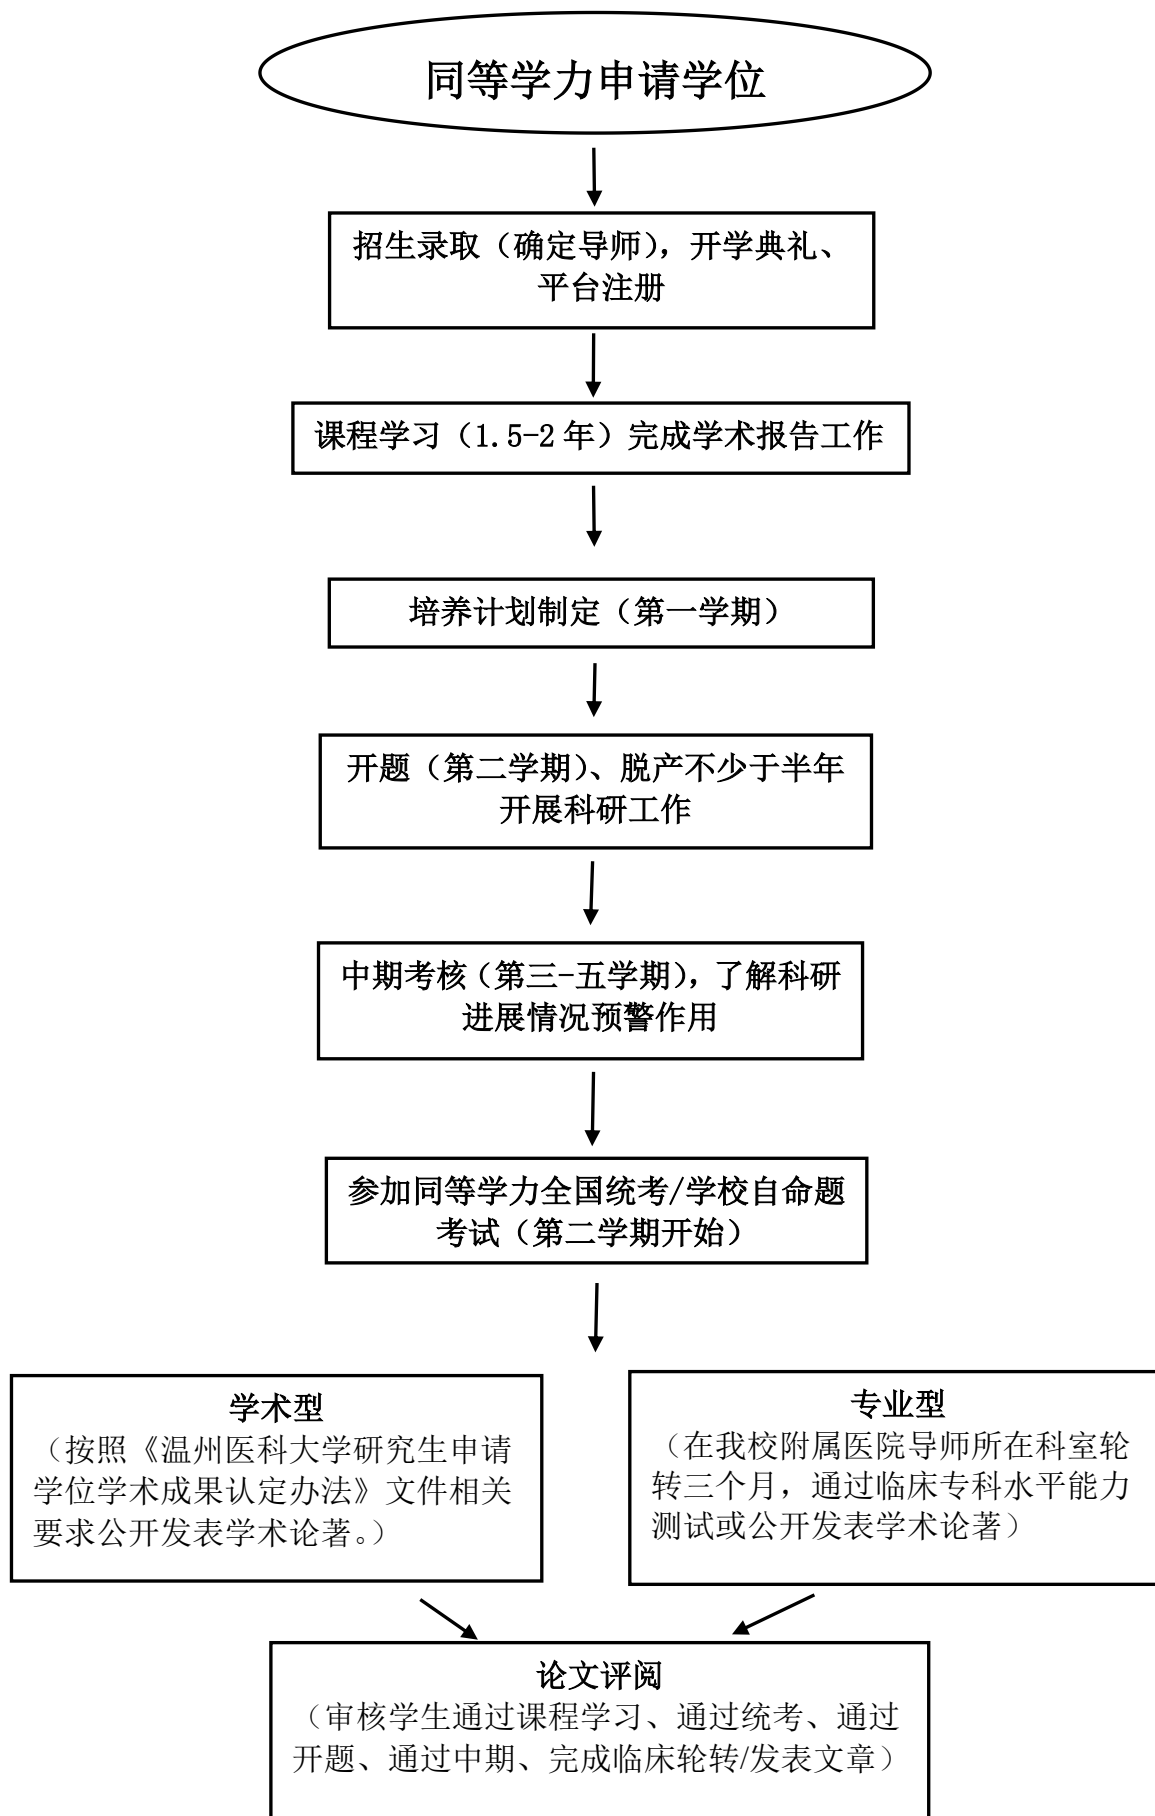 同等学力申请学位
招生录取（确定导师），开学典礼、
平台注册
课程学习（1.5-2年）完成学术报告工作
培养计划制定（第一学期）
开题（第二学期）、脱产不少于半年
开展科研工作
中期考核（第三-五学期），了解科研
进展情况预警作用
参加同等学力全国统考/学校自命题
考试（第二学期开始）
学术型
（按照《温州医科大学研究生申请
学位学术成果认定办法》文件相关
要求公开发表学术论著。）
专业型
（在我校附属医院导师所在科室轮
转三个月，通过临床专科水平能力
测试或公开发表学术论著）
论文评阅
（审核学生通过课程学习、通过统考、通过
开题、通过中期、完成临床轮转/发表文章）